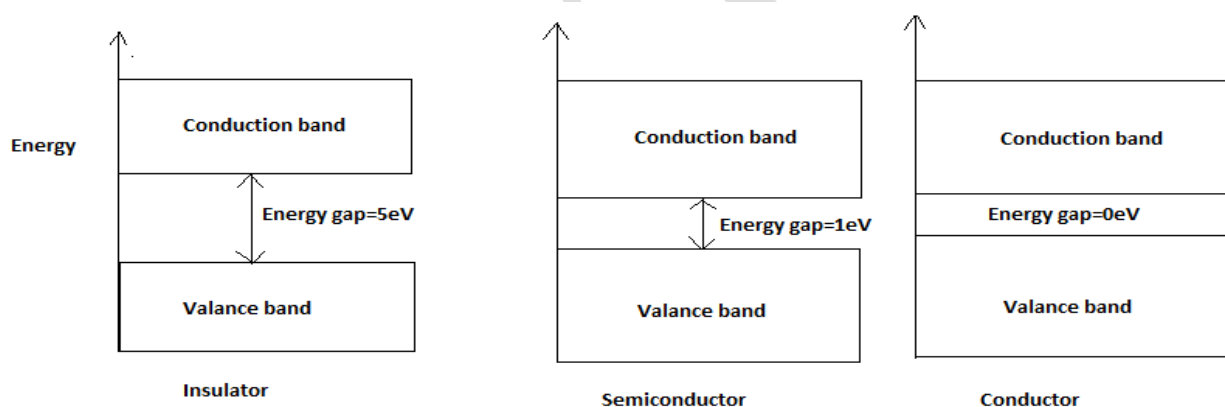 Energy
Conduction band
Energy gap=5eV
Valance band
Insulator
Conduction band
Energy gap=1eV
Valance band
Semiconductor
Conduction band
Energy gap=0eV
Valance band
Conductor